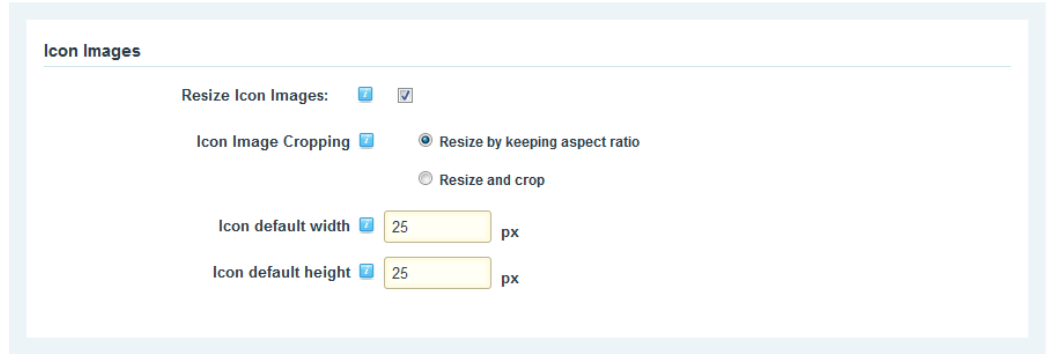 Icon Images
Resize Icon Images:
Icon Image Cropping
Resize by keeping aspect ratio
Resize and crop
Icon default width 25 px
Icon default height 25 px